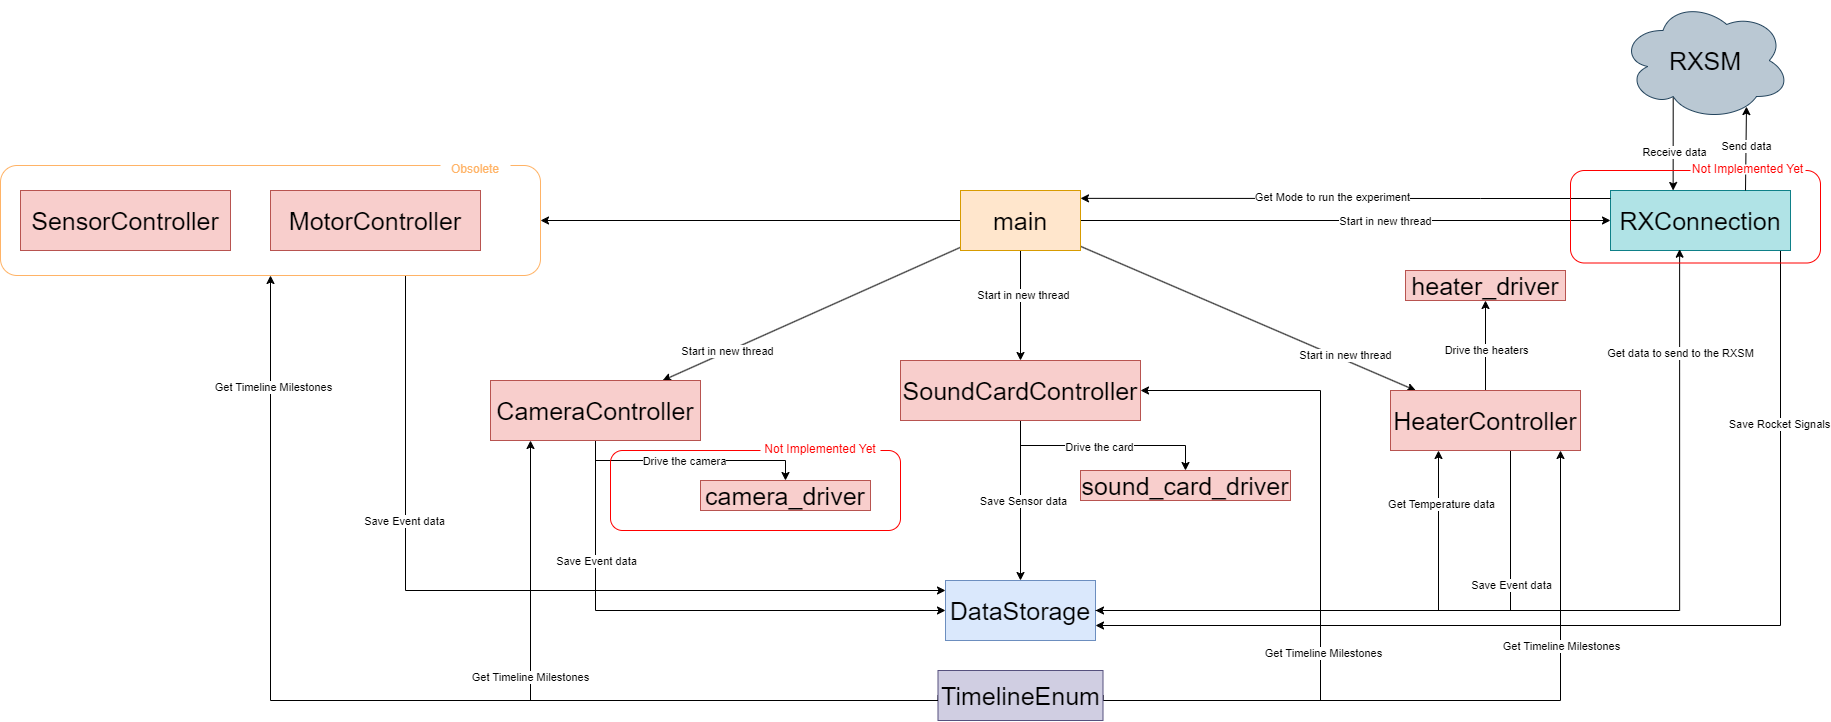 RXSM
Receive data
Send data
Obsolete
Not Implemented Yet
SensorController
MotorController
main
Get Mode to run the experiment
Start in new thread
RXConnection
heater_driver
Start in new thread
Start in new thread
Start in new thread
Drive the heaters
Get data to send to the RXSM
Get Timeline Milestones
CameraController
SoundCardController
HeaterController
Save Rocket Signals
Not Implemented Yet
Drive the camera
camera_driver
Drive the card
sound_card_driver
Save Sensor data
Get Temperature data
Save Event data
Save Event data
Save Event data
DataStorage
Get Timeline Milestones
Get Timeline Milestones
Get Timeline Milestones
TimelineEnum